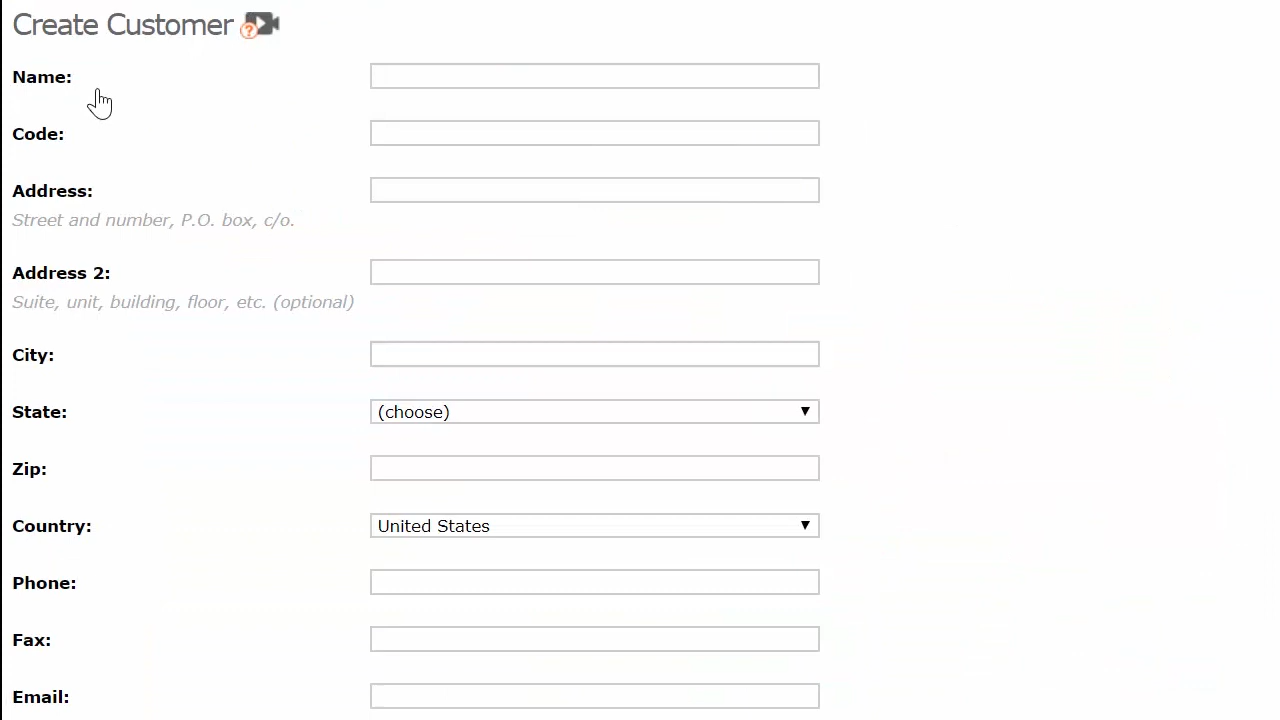 Create Customer
?
Name:
Code:
Address:
Street and number, P.O. box, c/o.
Address 2:
Suite, unit, building, floor, etc. (optional)
City:
State: (choose)
Zip:
Country: United States
Phone:
Fax:
Email: